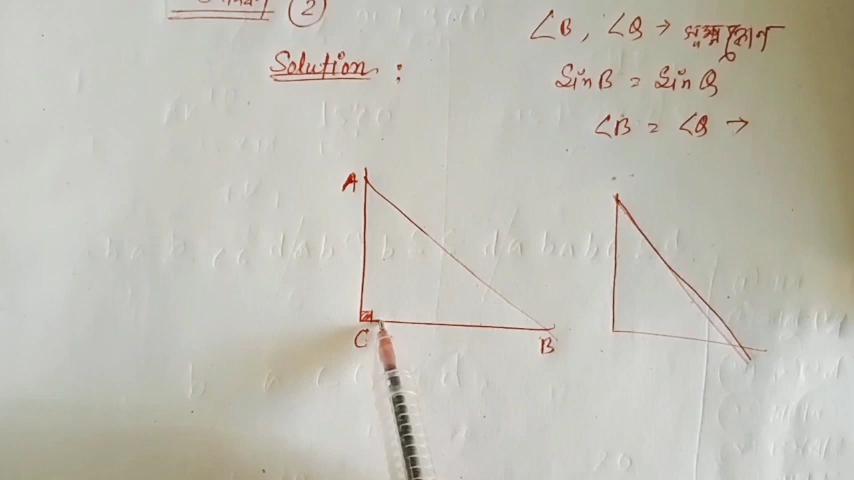 ②
∠B, ∠Q → সূক্ষ্মকোণ
Solution :
Sin B = Sin Q
∠B = ∠Q →
A
C
B